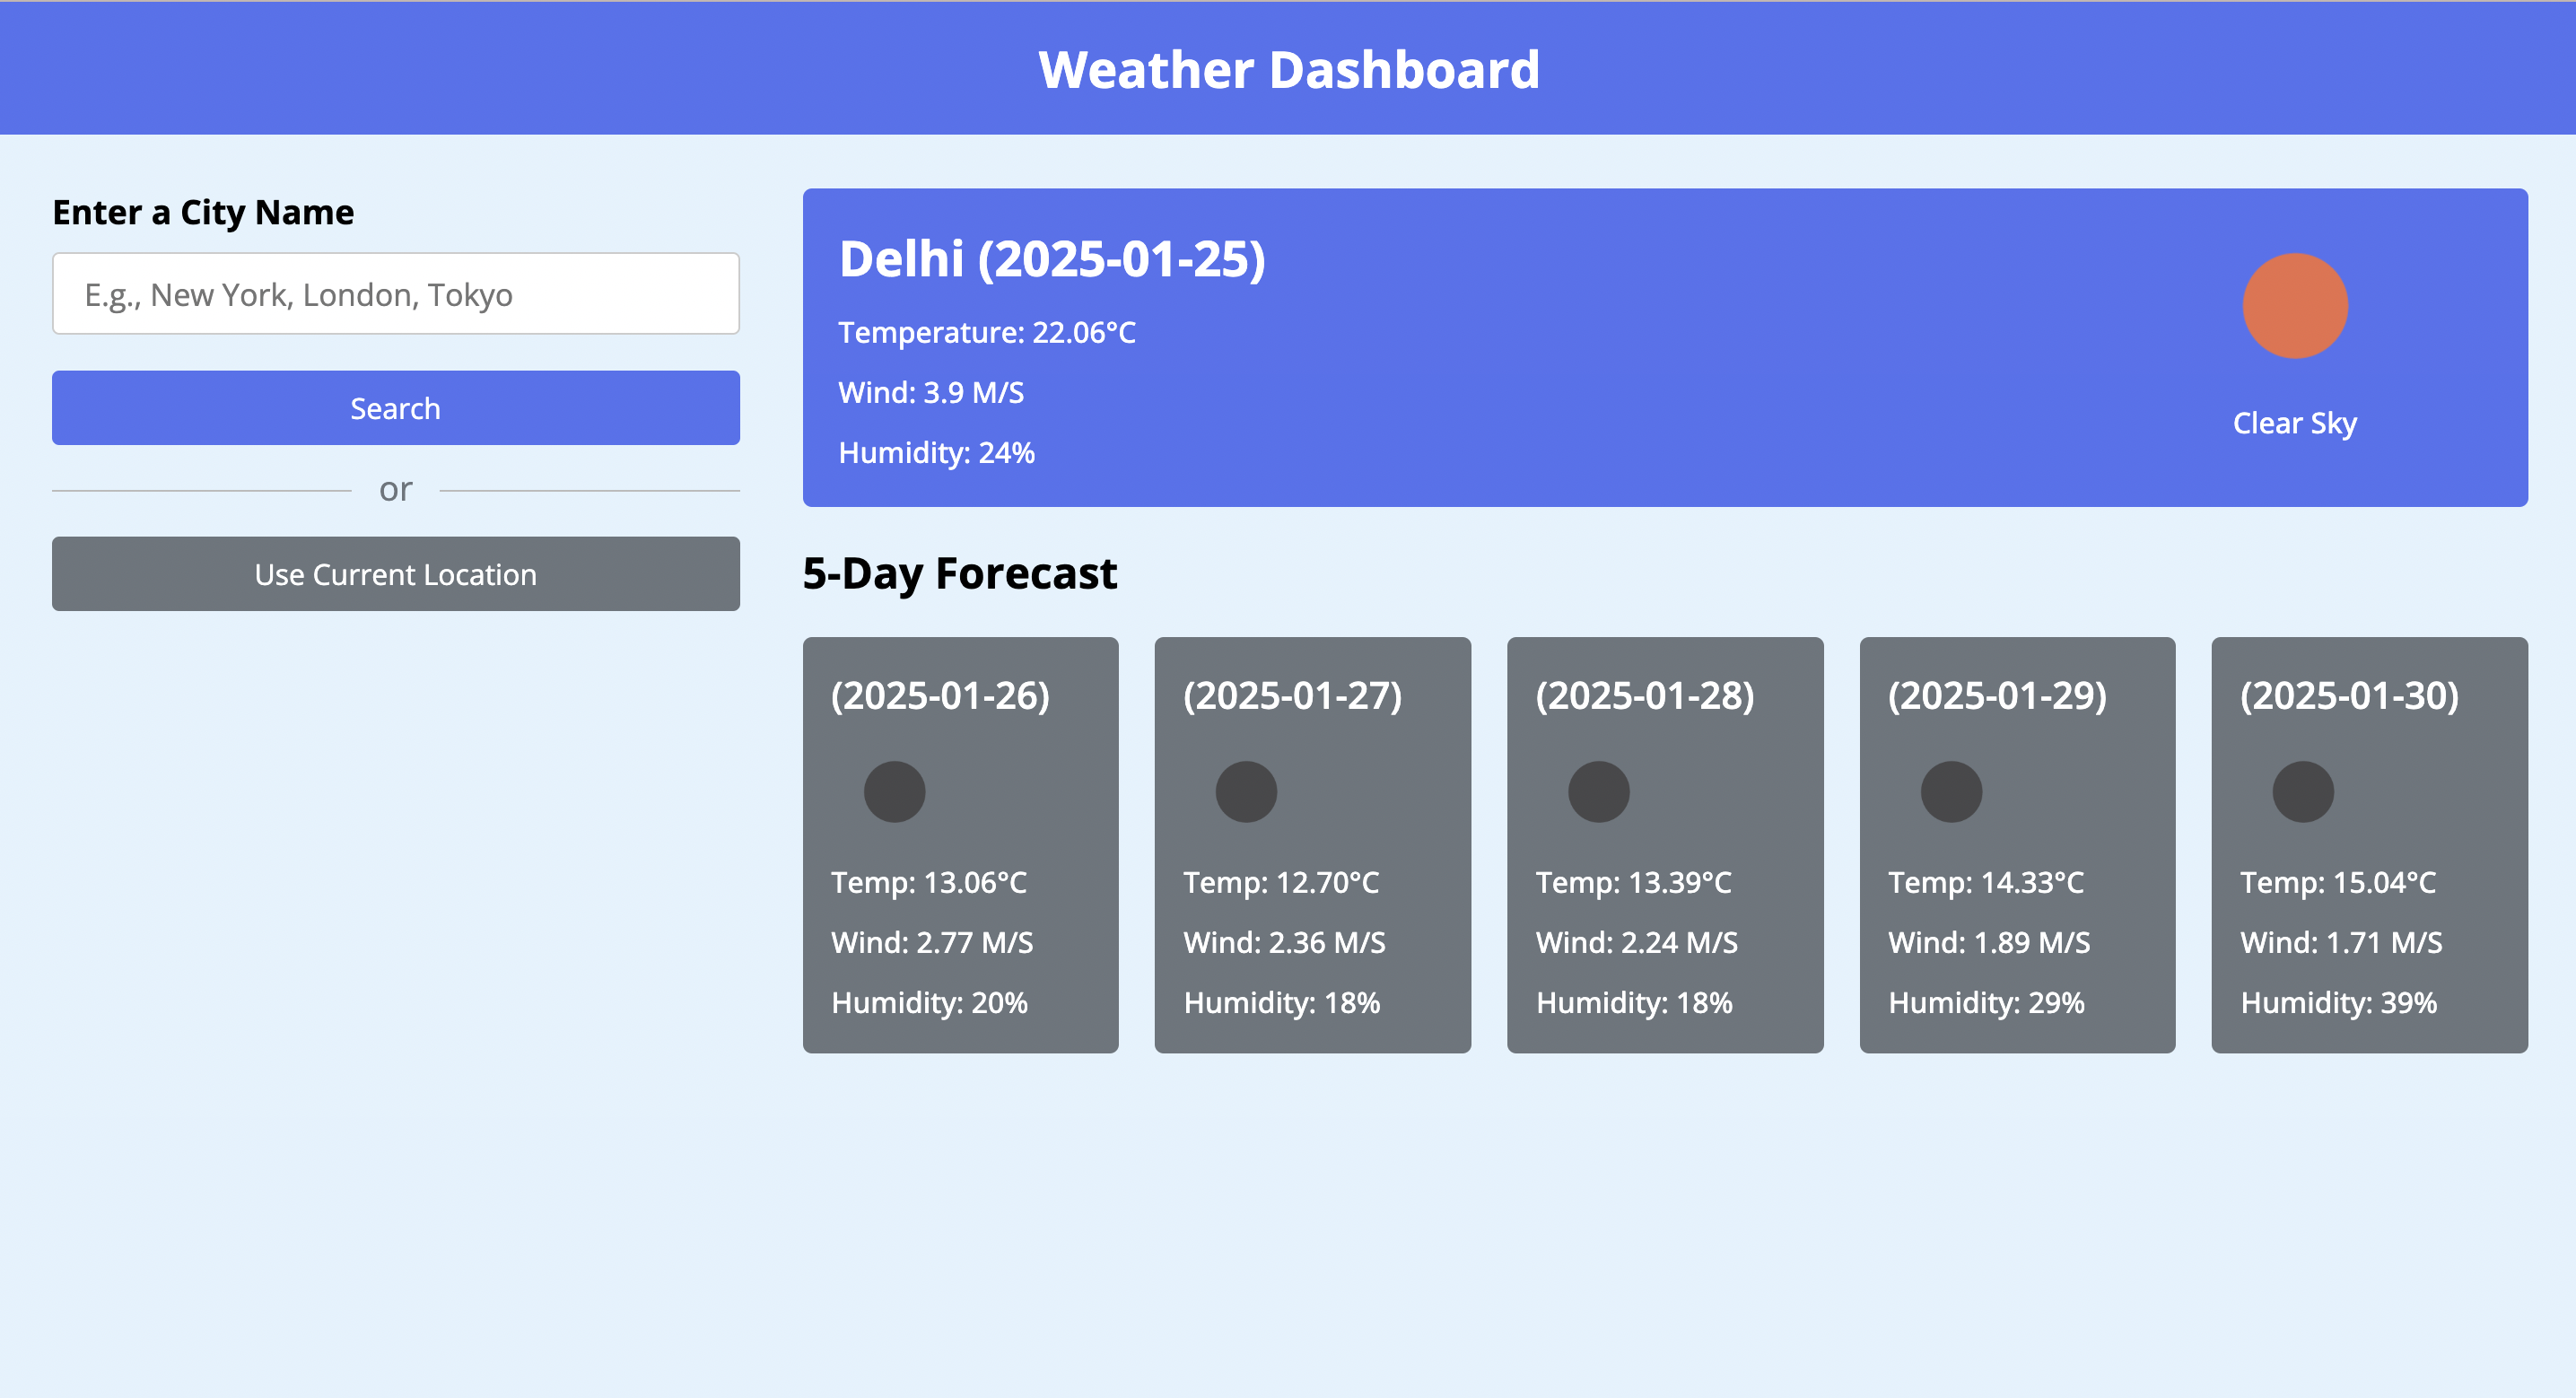 Weather Dashboard
Enter a City Name
E.g., New York, London, Tokyo
Search
or
Use Current Location
Delhi (2025-01-25)
Temperature: 22.06°C
Wind: 3.9 M/S
Humidity: 24%
Clear Sky
5-Day Forecast
(2025-01-26)
Temp: 13.06°C
Wind: 2.77 M/S
Humidity: 20%
(2025-01-27)
Temp: 12.70°C
Wind: 2.36 M/S
Humidity: 18%
(2025-01-28)
Temp: 13.39°C
Wind: 2.24 M/S
Humidity: 18%
(2025-01-29)
Temp: 14.33°C
Wind: 1.89 M/S
Humidity: 29%
(2025-01-30)
Temp: 15.04°C
Wind: 1.71 M/S
Humidity: 39%